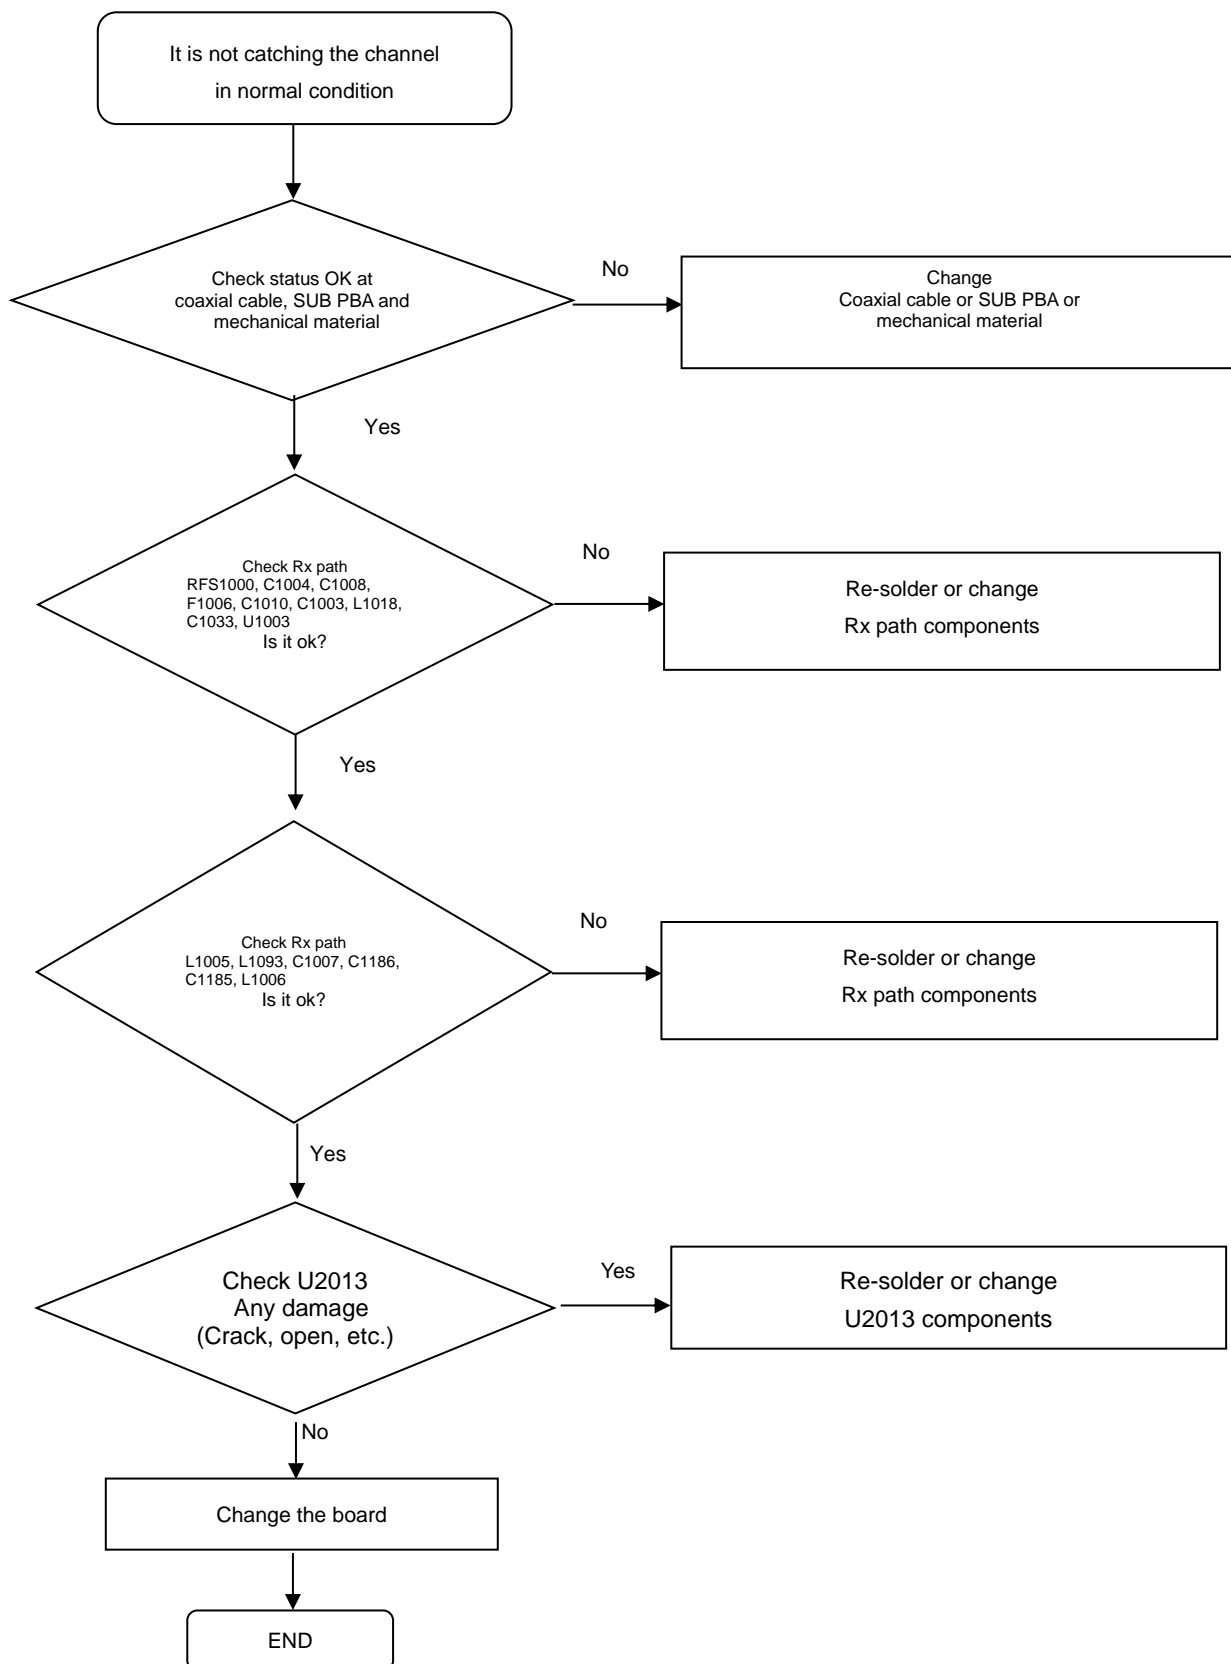 It is not catching the channel
in normal condition
Check status OK at
coaxial cable, SUB PBA and
mechanical material
No
Change
Coaxial cable or SUB PBA or
mechanical material
Yes
Check Rx path
RFS1000, C1004, C1008,
F1006, C1010, C1003, L1018,
C1033, U1003
Is it ok?
No
Re-solder or change
Rx path components
Yes
Check Rx path
L1005, L1093, C1007, C1186,
C1185, L1006
Is it ok?
No
Re-solder or change
Rx path components
Yes
Check U2013
Any damage
(Crack, open, etc.)
Yes
Re-solder or change
U2013 components
No
Change the board
END